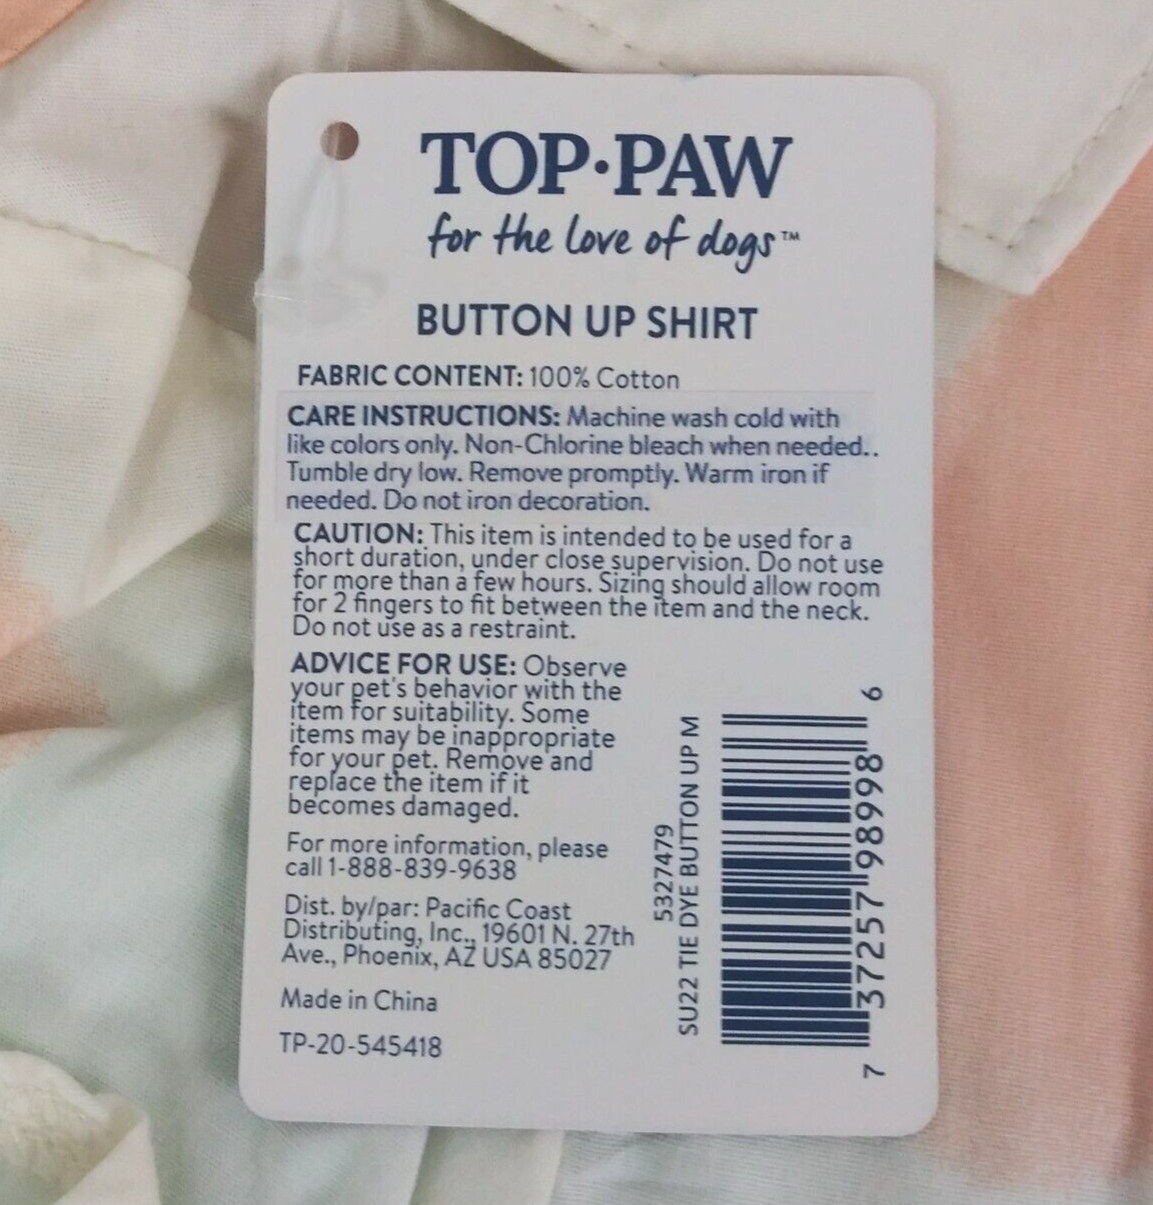 TOP•PAW
for the love of dogs™
BUTTON UP SHIRT
FABRIC CONTENT: 100% Cotton
CARE INSTRUCTIONS: Machine wash cold with
like colors only. Non-Chlorine bleach when needed..
Tumble dry low. Remove promptly. Warm iron if
needed. Do not iron decoration.
CAUTION: This item is intended to be used for a
short duration, under close supervision. Do not use
for more than a few hours. Sizing should allow room
for 2 fingers to fit between the item and the neck.
Do not use as a restraint.
ADVICE FOR USE: Observe
your pet's behavior with the
item for suitability. Some
items may be inappropriate
for your pet. Remove and
replace the item if it
becomes damaged.
For more information, please
call 1-888-839-9638
Dist. by/par: Pacific Coast
Distributing, Inc., 19601 N. 27th
Ave., Phoenix, AZ USA 85027
Made in China
TP-20-545418
5327479
SU22 TIE DYE BUTTON UP M
7 37257 98998 6